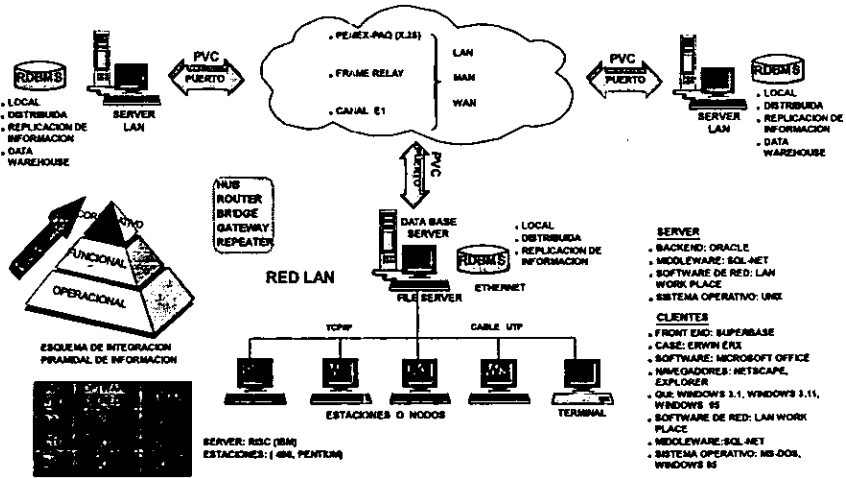 PVC
PUERTO
RDBMS
. LOCAL
. DISTRIBUIDA
. REPLICACION DE
INFORMACION
. DATA
WAREHOUSE
SERVER
LAN
. PEMEX-PAQ (X.25)
. FRAME RELAY
. CANAL E1
LAN
MAN
WAN
PVC
PUERTO
SERVER
LAN
RDBMS
. LOCAL
. DISTRIBUIDA
. REPLICACION DE
INFORMACION
. DATA
WAREHOUSE
PUERTO
PVC
HUB
ROUTER
BRIDGE
GATEWAY
REPEATER
DATA BASE
SERVER
RDBMS
. LOCAL
. DISTRIBUIDA
. REPLICACION DE
INFORMACION
ETHERNET
FILE SERVER
RED LAN
FUNCIONAL
OPERACIONAL
ESQUEMA DE INTEGRACION
PIRAMIDAL DE INFORMACION
TCP/IP
CABLE UTP
ESTACIONES O NODOS
TERMINAL
SERVER: RISC (IBM)
ESTACIONES: ( PENTIUM)
SERVER
. BACKEND: ORACLE
. MIDDLEWARE: SQL-NET
. SOFTWARE DE RED: LAN
WORK PLACE
. SISTEMA OPERATIVO: UNIX
CLIENTES
. FRONT END: SUPERBASE
. CASE: ERWIN ERX
. SOFTWARE: MICROSOFT OFFICE
. NAVEGADORES: NETSCAPE,
EXPLORER
. GUI: WINDOWS 3.1, WINDOWS 3.11,
WINDOWS 95
. SOFTWARE DE RED: LAN WORK
PLACE
. MIDDLEWARE: SQL-NET
. SISTEMA OPERATIVO: MS-DOS,
WINDOWS 95